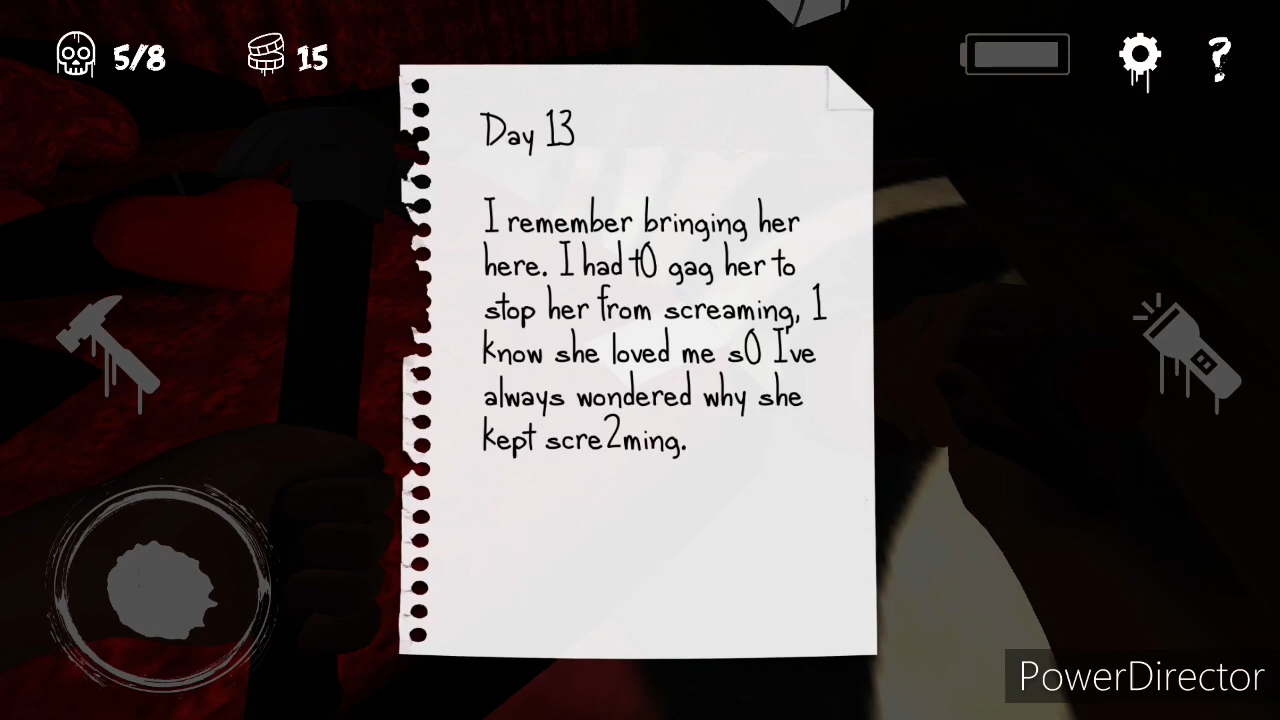 5/8
15
?
Day 13
I remember bringing her
here. I had t0 gag her to
stop her from screaming, 1
know she loved me s0 I've
always wondered why she
kept scre2ming.
PowerDirector